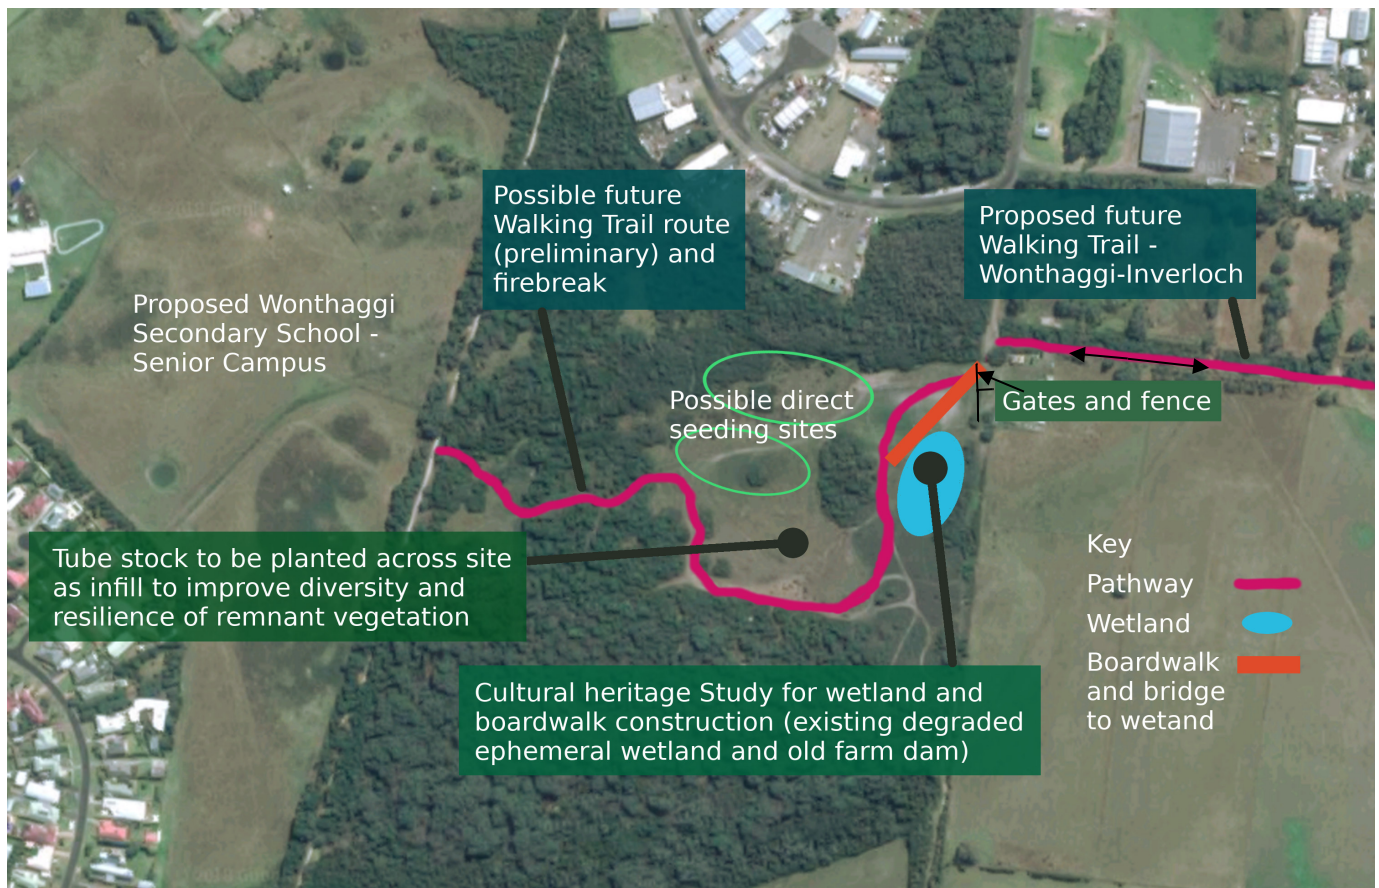 Possible future
Walking Trail route
(preliminary) and
firebreak
Proposed future
Walking Trail -
Wonthaggi-Inverloch
Proposed Wonthaggi
Secondary School -
Senior Campus
Possible direct
seeding sites
Gates and fence
Tube stock to be planted across site
as infill to improve diversity and
resilience of remnant vegetation
Cultural heritage Study for wetland and
boardwalk construction (existing degraded
ephemeral wetland and old farm dam)
Key
Pathway
Wetland
Boardwalk
and bridge
to wetand